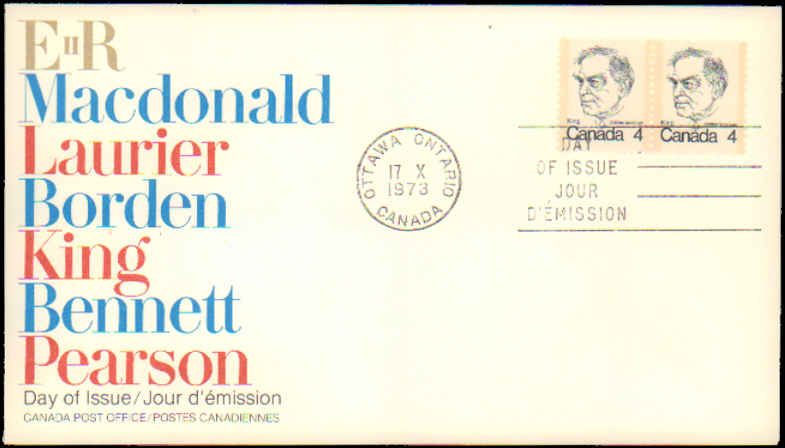 EIIR
Macdonald
Laurier
Borden
King
Bennett
Pearson
Day of Issue/Jour d'émission
CANADA POST OFFICE/POSTES CANADIENNES
OTTAWA ONTARIO
17 X
1973
CANADA
King
Canada 4
King
Canada 4
DAY
OF ISSUE
JOUR
D'ÉMISSION